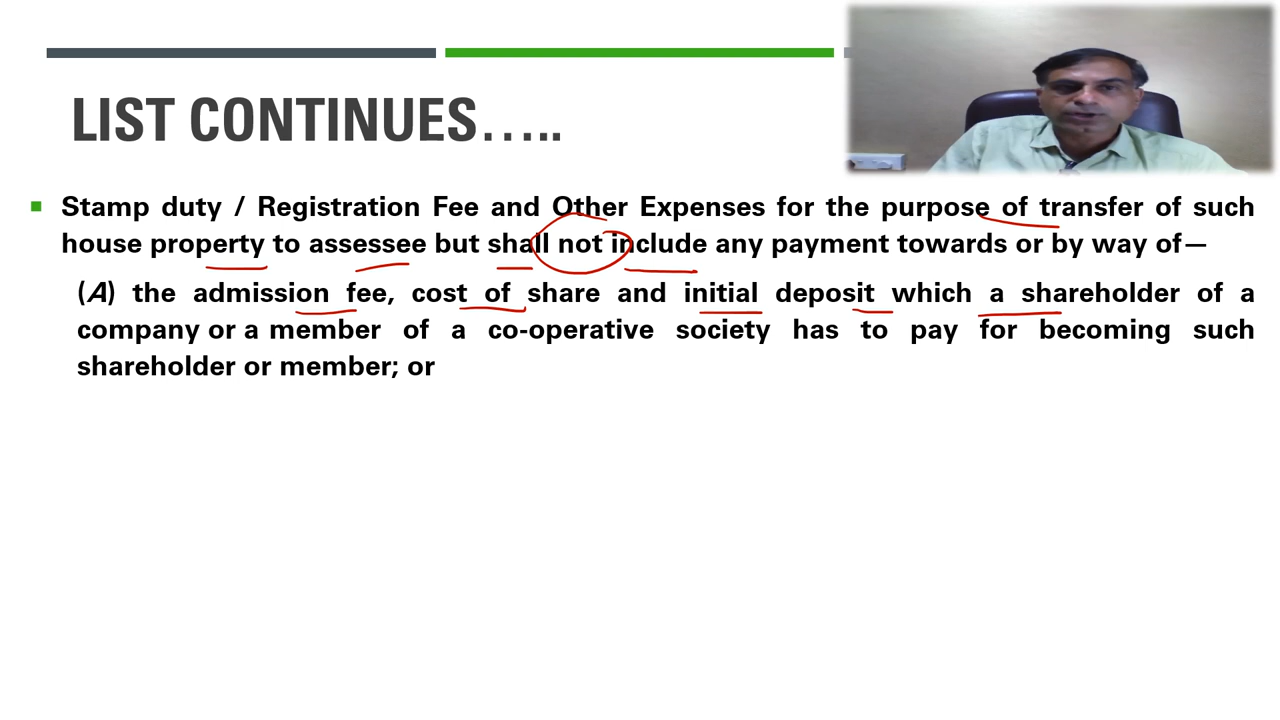 LIST CONTINUES…..
Stamp duty / Registration Fee and Other Expenses for the purpose of transfer of such
house property to assessee but shall not include any payment towards or by way of—
(A) the admission fee, cost of share and initial deposit which a shareholder of a
company or a member of a co-operative society has to pay for becoming such
shareholder or member; or